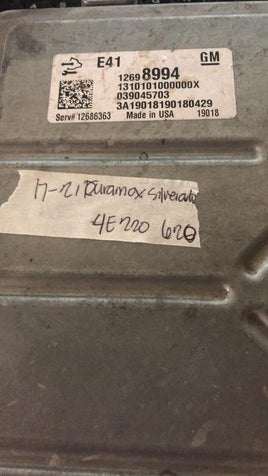 E41 GM
12698994
1310101000000X
039045703
3A19018190180429
Serv# 12686363 Made in USA 19018
17-21 Duramax Silverado
4E220 620